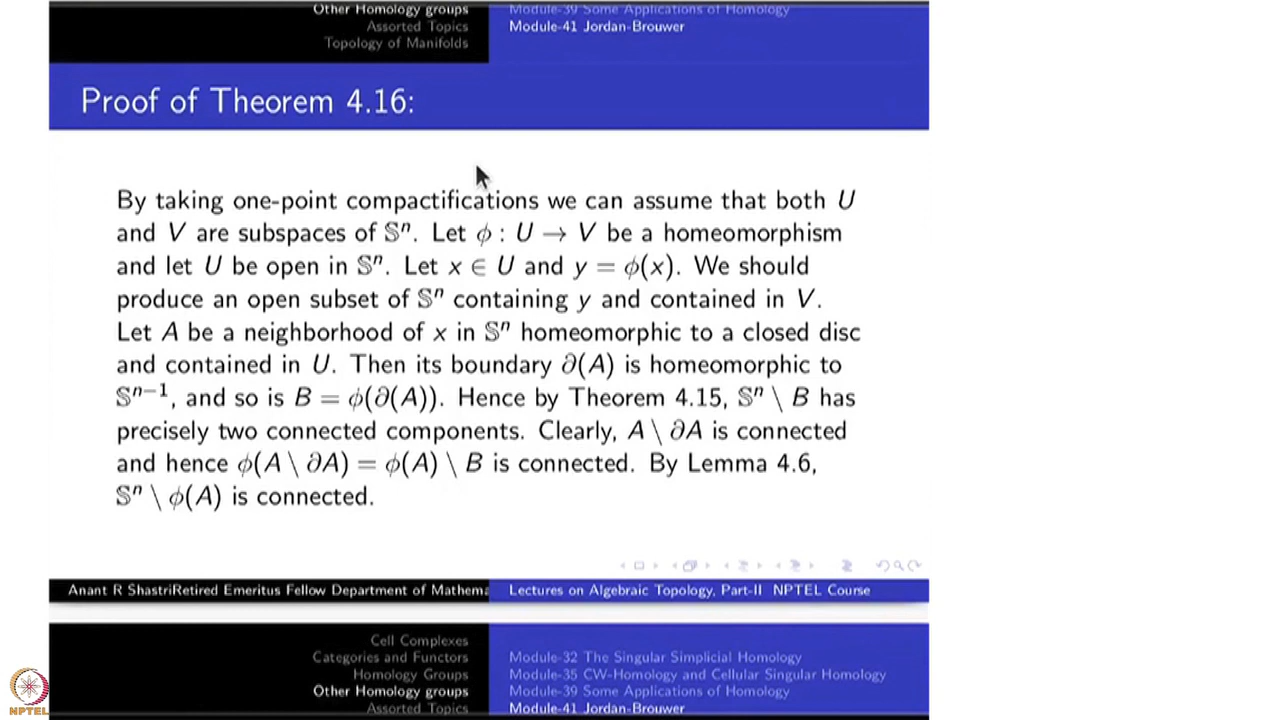 Other Homology groups
Module-39 Some Applications of Homology
Assorted Topics
Module-41 Jordan-Brouwer
Topology of Manifolds
Proof of Theorem 4.16:
By taking one-point compactifications we can assume that both U
and V are subspaces of 𝕊ⁿ. Let ϕ : U → V be a homeomorphism
and let U be open in 𝕊ⁿ. Let x ∈ U and y = ϕ(x). We should
produce an open subset of 𝕊ⁿ containing y and contained in V.
Let A be a neighborhood of x in 𝕊ⁿ homeomorphic to a closed disc
and contained in U. Then its boundary ∂(A) is homeomorphic to
𝕊ⁿ⁻¹, and so is B = ϕ(∂(A)). Hence by Theorem 4.15, 𝕊ⁿ \ B has
precisely two connected components. Clearly, A \ ∂A is connected
and hence ϕ(A \ ∂A) = ϕ(A) \ B is connected. By Lemma 4.6,
𝕊ⁿ \ ϕ(A) is connected.
Anant R ShastriRetired Emeritus Fellow Department of Mathema
Lectures on Algebraic Topology, Part-II NPTEL Course
Cell Complexes
Categories and Functors
Module-32 The Singular Simplicial Homology
Homology Groups
Module-35 CW-Homology and Cellular Singular Homology
Other Homology groups
Module-39 Some Applications of Homology
Assorted Topics
Module-41 Jordan-Brouwer
NPTEL